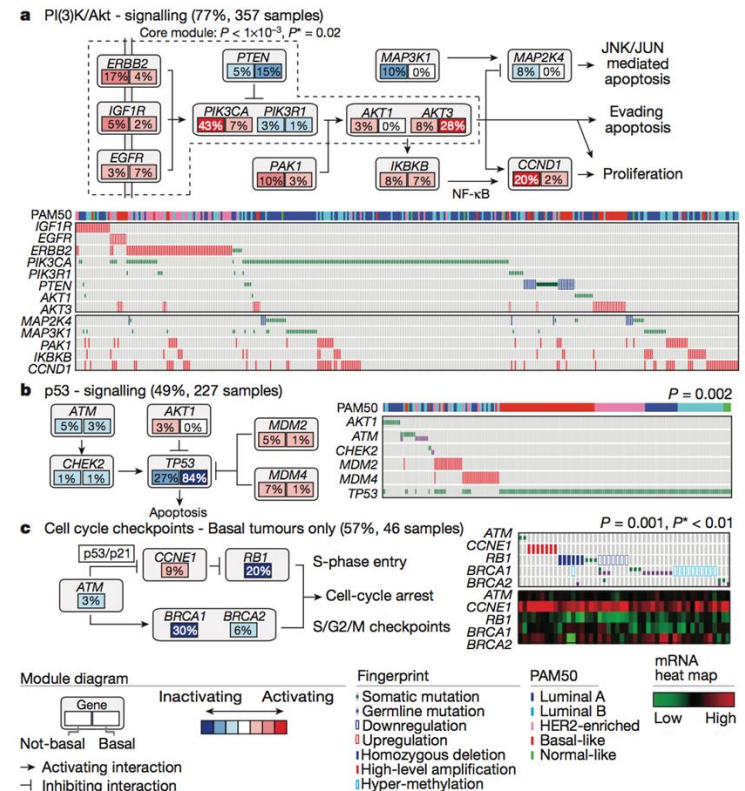 a PI(3)K/Akt - signalling (77%, 357 samples)
Core module: P < 1×10⁻³, P* = 0.02
ERBB2
17% 4%
IGF1R
5% 2%
EGFR
3% 7%
PTEN
5% 15%
PIK3CA PIK3R1
43% 7% 3% 1%
PAK1
10% 3%
MAP3K1
10% 0%
AKT1 AKT3
3% 0% 8% 28%
IKBKB
8% 7%
NF-κB
MAP2K4
8% 0%
CCND1
20% 2%
JNK/JUN
mediated
apoptosis
Evading
apoptosis
Proliferation
PAM50
IGF1R
EGFR
ERBB2
PIK3CA
PIK3R1
PTEN
AKT1
AKT3
MAP2K4
MAP3K1
PAK1
IKBKB
CCND1
b p53 - signalling (49%, 227 samples)
ATM
5% 3%
AKT1
3% 0%
MDM2
5% 1%
CHEK2
1% 1%
TP53
27% 84%
MDM4
7% 1%
Apoptosis
P = 0.002
PAM50
AKT1
ATM
CHEK2
MDM2
MDM4
TP53
c Cell cycle checkpoints - Basal tumours only (57%, 46 samples)
P = 0.001, P* < 0.01
p53/p21
CCNE1
9%
RB1
20%
ATM
3%
BRCA1 BRCA2
30% 6%
S-phase entry
Cell-cycle arrest
S/G2/M checkpoints
ATM
CCNE1
RB1
BRCA1
BRCA2
ATM
CCNE1
RB1
BRCA1
BRCA2
Module diagram
Gene
Not-basal Basal
Inactivating Activating
Activating interaction
Inhibiting interaction
Fingerprint
Somatic mutation
Germline mutation
Downregulation
Upregulation
Homozygous deletion
High-level amplification
Hyper-methylation
PAM50
Luminal A
Luminal B
HER2-enriched
Basal-like
Normal-like
mRNA
heat map
Low High